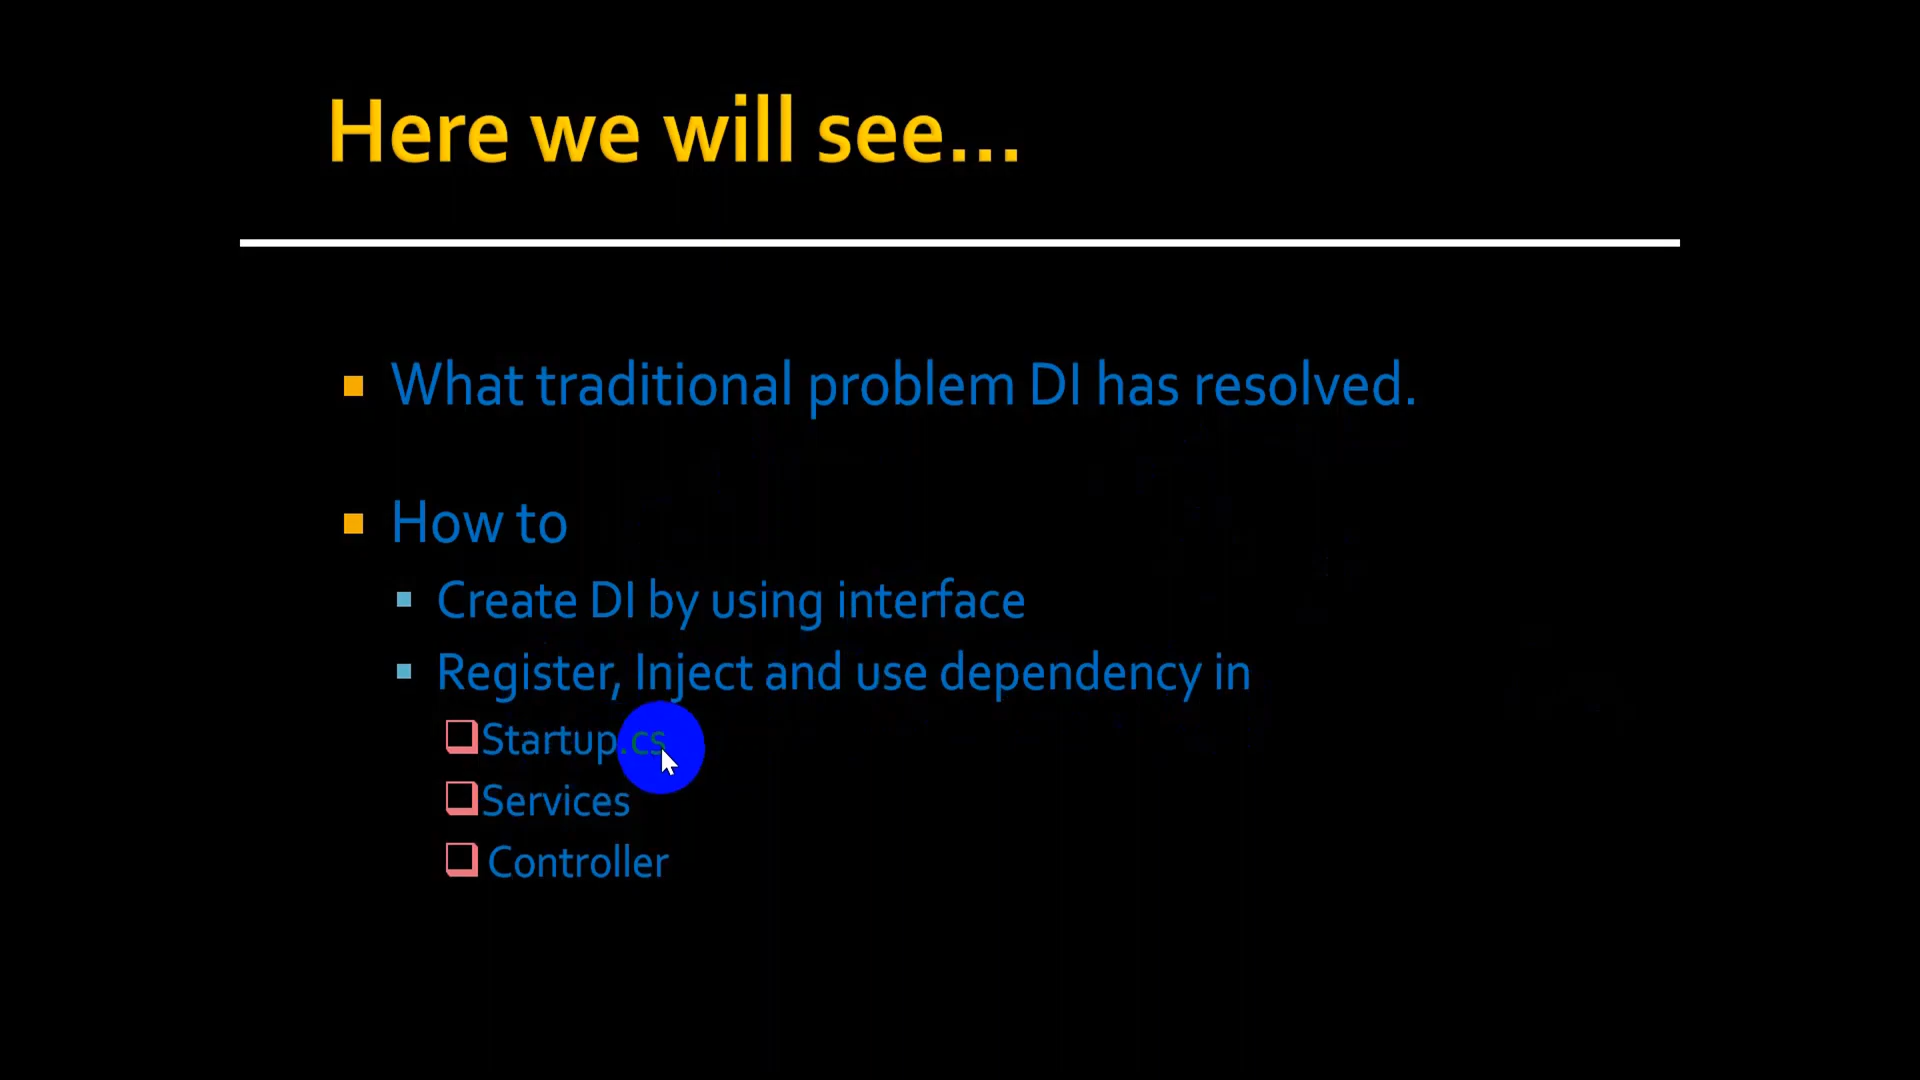 Here we will see...
What traditional problem DI has resolved.
How to
Create DI by using interface
Register, Inject and use dependency in
Startup.cs
Services
Controller